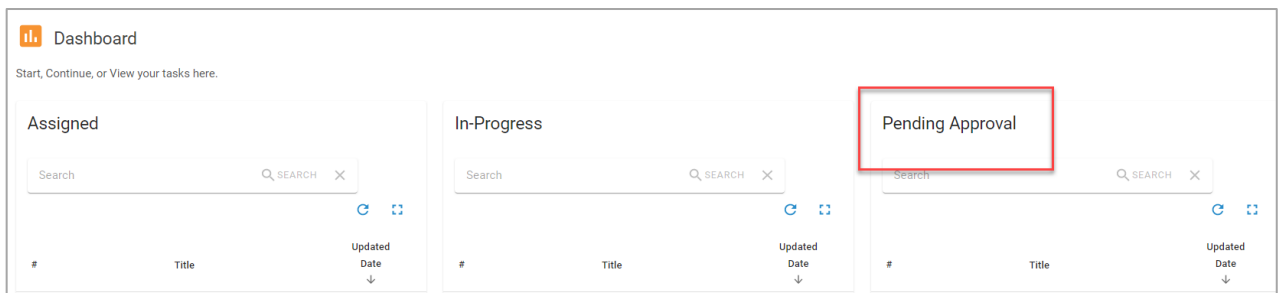 Dashboard
Start, Continue, or View your tasks here.
Assigned
Search SEARCH
# Title Updated
Date
In-Progress
Search SEARCH
# Title Updated
Date
Pending Approval
Search SEARCH
# Title Updated
Date